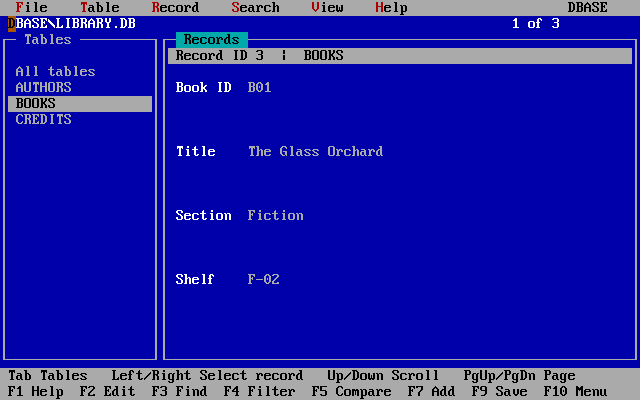 File Table Record Search View Help DBASE
DBASE\LIBRARY.DB 1 of 3
Tables
Records
Record ID 3 ¦ BOOKS
All tables
AUTHORS
BOOKS
CREDITS
Book ID B01
Title The Glass Orchard
Section Fiction
Shelf F-02
Tab Tables Left/Right Select record Up/Down Scroll PgUp/PgDn Page
F1 Help F2 Edit F3 Find F4 Filter F5 Compare F7 Add F9 Save F10 Menu